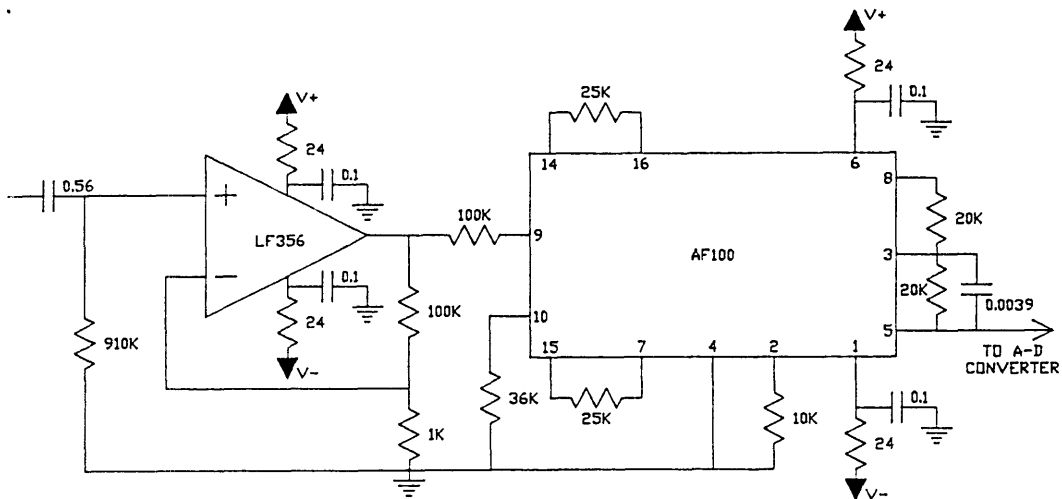 V+
24
0.1
V+
24
0.1
25K
14
16
6
8
0.56
LF356
100K
9
AF100
20K
3
20K
0.0039
5
TO A-D
CONVERTER
0.1
24
V-
100K
910K
10
15
7
4
2
1
36K
25K
10K
1K
0.1
24
V-